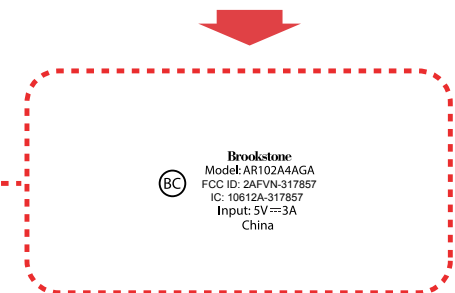 Brookstone
Model: AR102A4AGA
BC
FCC ID: 2AFVN-317857
IC: 10612A-317857
Input: 5V⎓3A
China